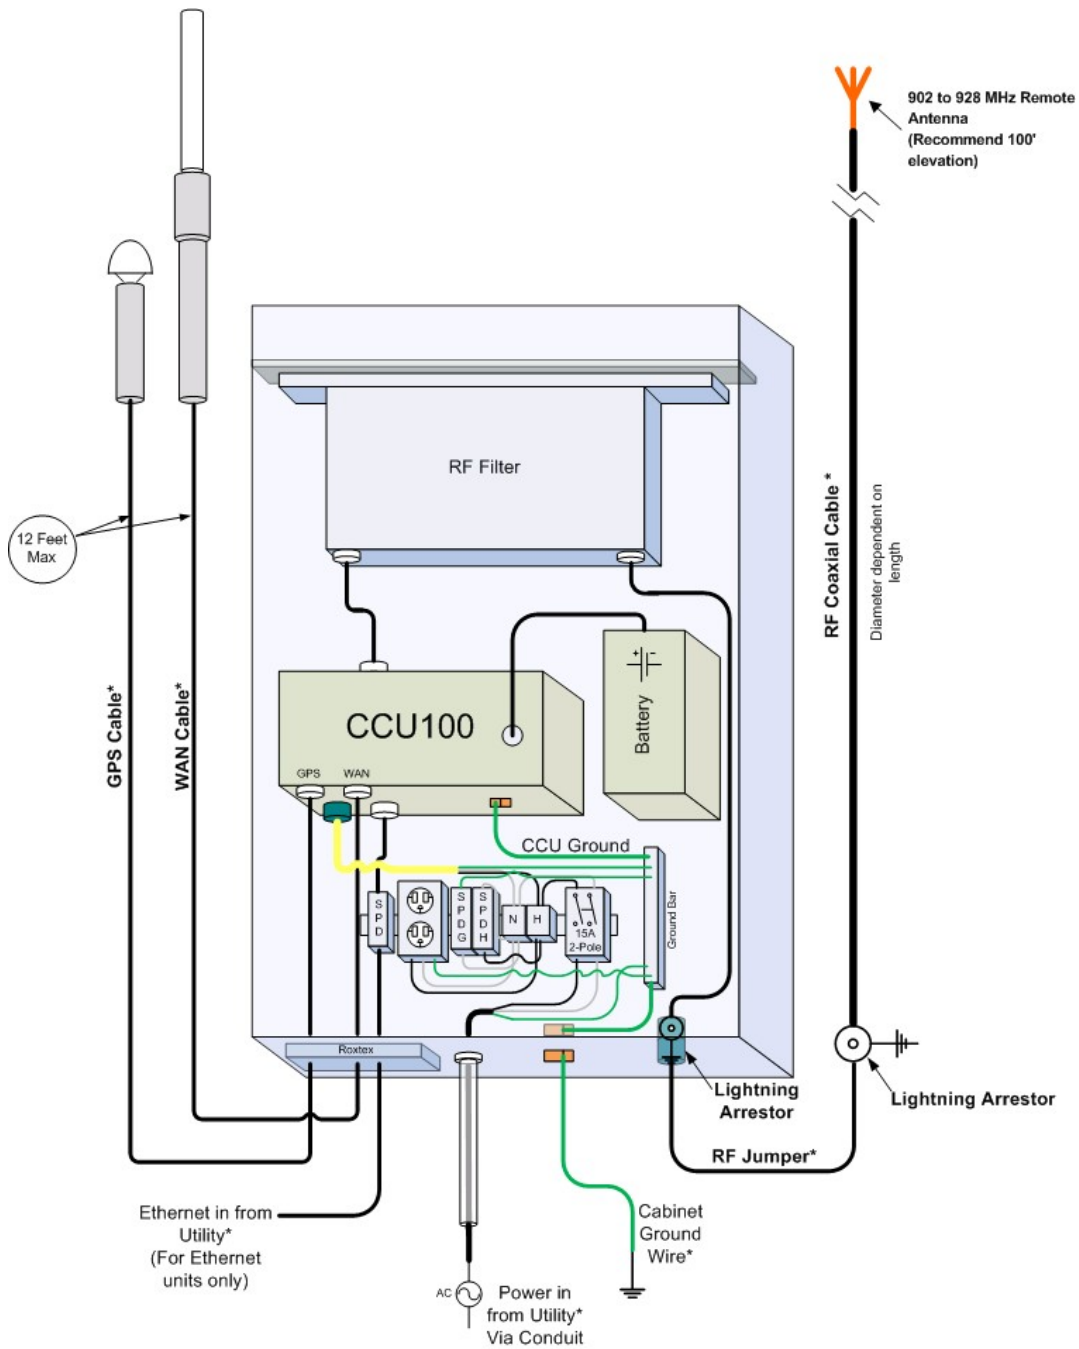 902 to 928 MHz Remote
Antenna
(Recommend 100'
elevation)
RF Filter
12 Feet
Max
RF Coaxial Cable *
Diameter dependent on
length
GPS Cable*
WAN Cable*
CCU100
GPS
WAN
+
-
Battery
CCU Ground
SPD
SPDG
SPDH
N
H
15A
2-Pole
Ground Bar
Roxtex
Lightning
Arrestor
Lightning Arrestor
RF Jumper*
Ethernet in from
Utility*
(For Ethernet
units only)
Cabinet
Ground
Wire*
AC
Power in
from Utility*
Via Conduit